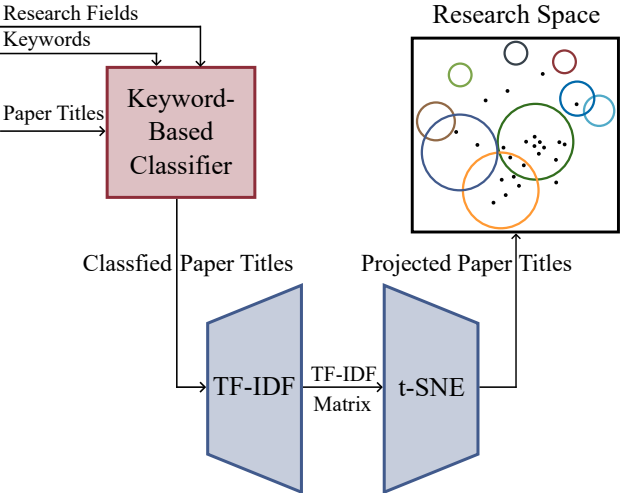 Research Fields
Keywords
Paper Titles
Keyword-
Based
Classifier
Research Space
Classfied Paper Titles
Projected Paper Titles
TF-IDF
TF-IDF
Matrix
t-SNE